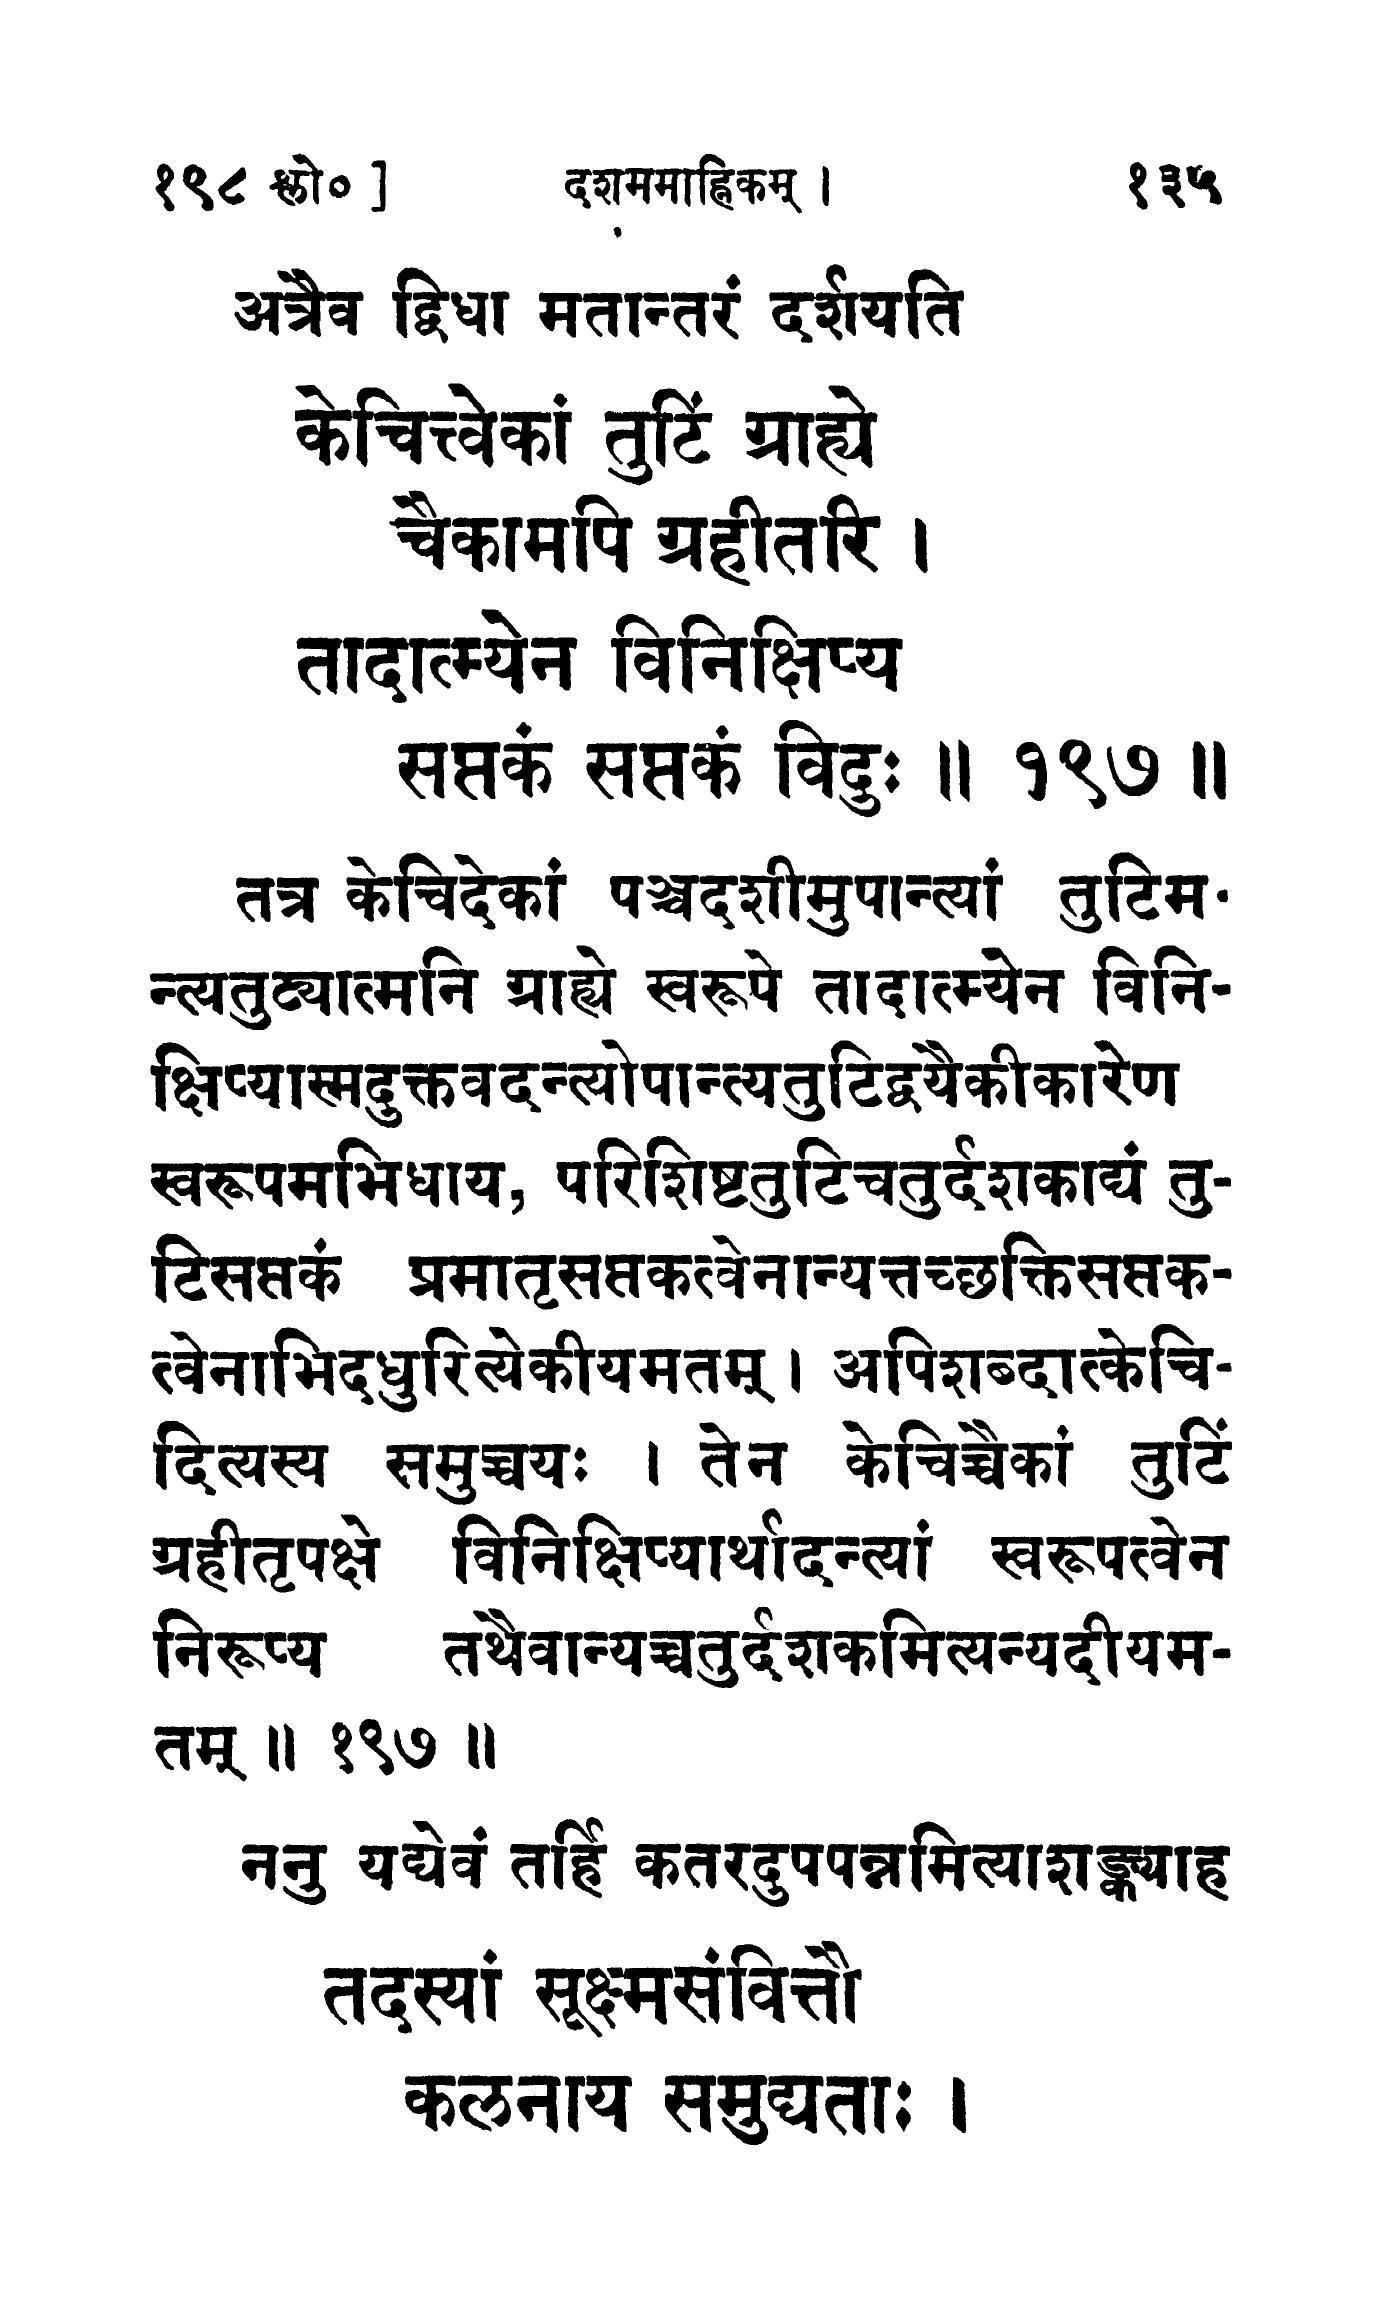 १९८ श्लो० ] दशममाह्निकम् । १३५
अत्रैव द्विधा मतान्तरं दर्शयति
केचित्त्वेकां तुटिं ग्राह्ये
चैकामपि ग्रहीतरि ।
तादात्म्येन विनिक्षिप्य
सप्तकं सप्तकं विदुः ॥ १९७ ॥
तत्र केचिदेकां पञ्चदशीमुपान्त्यां तुटिम-
न्त्यतुट्यात्मनि ग्राह्ये स्वरूपे तादात्म्येन विनि-
क्षिप्यास्मदुक्तवदन्त्योपान्त्यतुटिद्वयैकीकारेण
स्वरूपमभिधाय, परिशिष्टतुटिचतुर्दशकाद्यं तु-
टिसप्तकं प्रमातृसप्तकत्वेनान्यत्तच्छक्तिसप्तक-
त्वेनाभिदधुरित्येकीयमतम् । अपिशब्दात्केचि-
दित्यस्य समुच्चयः । तेन केचिच्चैकां तुटिं
ग्रहीतृपक्षे विनिक्षिप्यार्थादन्त्यां स्वरूपत्वेन
निरूप्य तथैवान्यच्चतुर्दशकमित्यन्यदीयम-
तम् ॥ १९७ ॥
ननु यद्येवं तर्हि कतरदुपपन्नमित्याशङ्क्याह
तदस्यां सूक्ष्मसंवित्तौ
कलनाय समुद्यताः ।